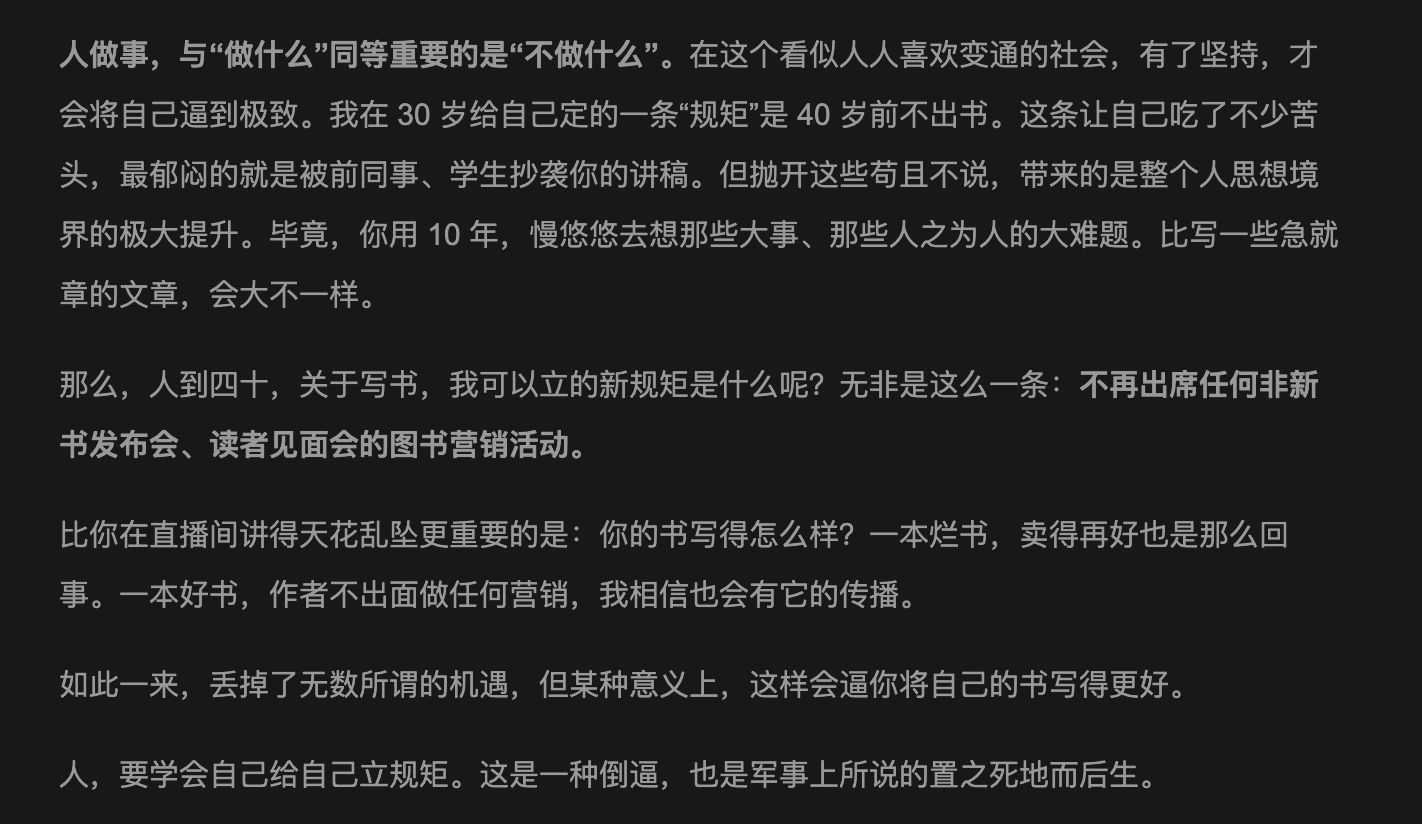 人做事，与“做什么”同等重要的是“不做什么”。在这个看似人人喜欢变通的社会，有了坚持，才
会将自己逼到极致。我在 30 岁给自己定的一条“规矩”是 40 岁前不出书。这条让自己吃了不少苦
头，最郁闷的就是被前同事、学生抄袭你的讲稿。但抛开这些苟且不说，带来的是整个人思想境
界的极大提升。毕竟，你用 10 年，慢悠悠去想那些大事、那些人之为人的大难题。比写一些急就
章的文章，会大不一样。
那么，人到四十，关于写书，我可以立的新规矩是什么呢？无非是这么一条：不再出席任何非新
书发布会、读者见面会的图书营销活动。
比你在直播间讲得天花乱坠更重要的是：你的书写得怎么样？一本烂书，卖得再好也是那么回
事。一本好书，作者不出面做任何营销，我相信也会有它的传播。
如此一来，丢掉了无数所谓的机遇，但某种意义上，这样会逼你将自己的书写得更好。
人，要学会自己给自己立规矩。这是一种倒逼，也是军事上所说的置之死地而后生。